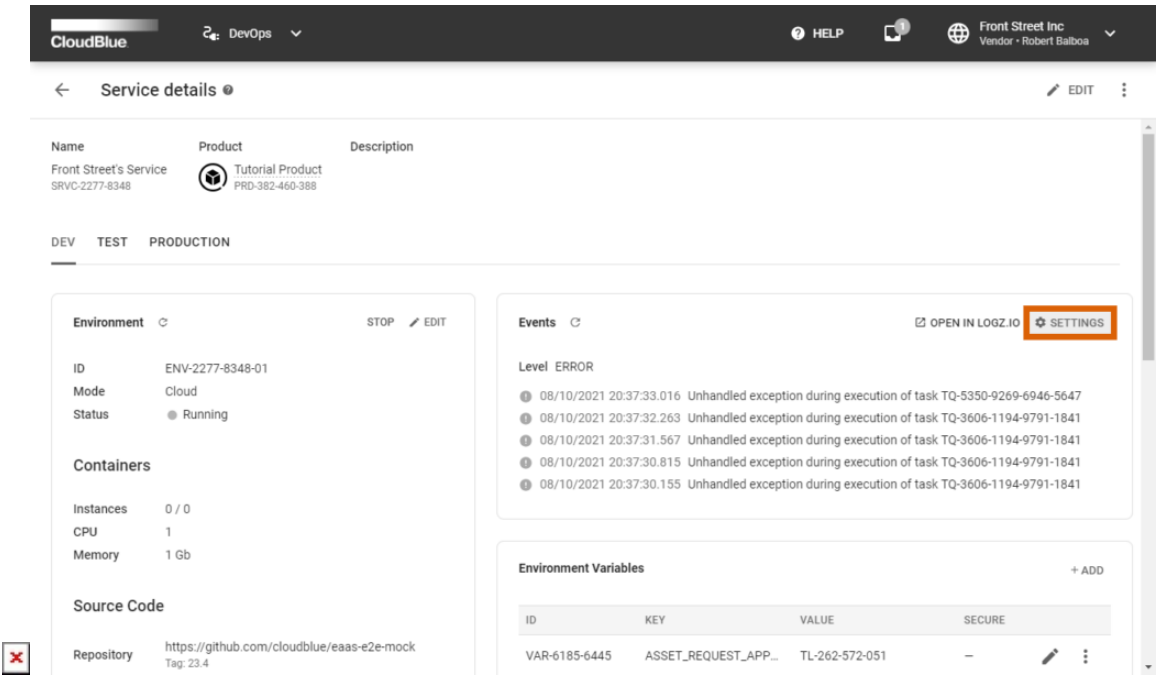 CloudBlue.
DevOps
HELP
1
Front Street Inc
Vendor • Robert Balboa
Service details
EDIT
Name
Product
Description
Front Street's Service
SRVC-2277-8348
Tutorial Product
PRD-382-460-388
DEV TEST PRODUCTION
Environment
STOP EDIT
ID ENV-2277-8348-01
Mode Cloud
Status Running
Containers
Instances 0 / 0
CPU 1
Memory 1 Gb
Source Code
Repository https://github.com/cloudblue/eaas-e2e-mock
Tag: 23.4
Events
OPEN IN LOGZ.IO SETTINGS
Level ERROR
08/10/2021 20:37:33.016 Unhandled exception during execution of task TQ-5350-9269-6946-5647
08/10/2021 20:37:32.263 Unhandled exception during execution of task TQ-3606-1194-9791-1841
08/10/2021 20:37:31.567 Unhandled exception during execution of task TQ-3606-1194-9791-1841
08/10/2021 20:37:30.815 Unhandled exception during execution of task TQ-3606-1194-9791-1841
08/10/2021 20:37:30.155 Unhandled exception during execution of task TQ-3606-1194-9791-1841
Environment Variables
+ ADD
ID KEY VALUE SECURE
VAR-6185-6445 ASSET_REQUEST_APP... TL-262-572-051 –